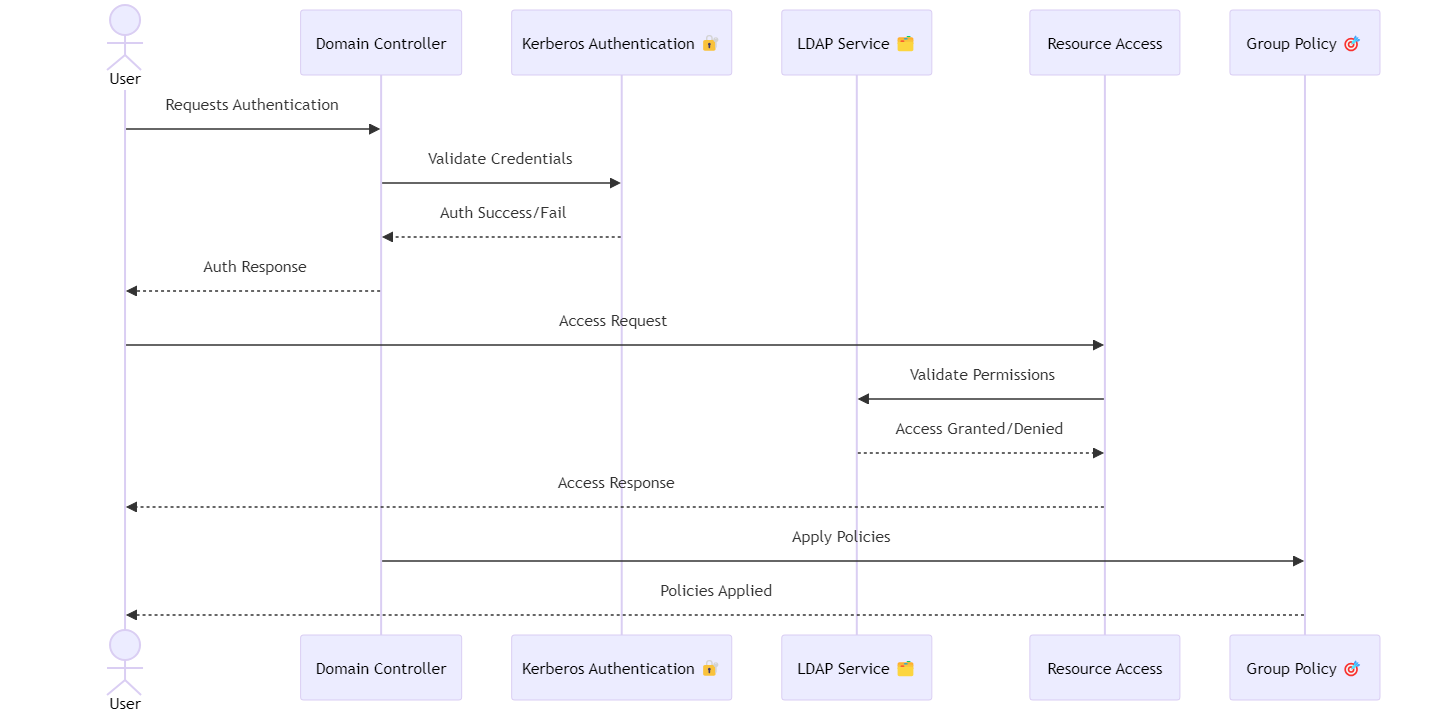 User
Domain Controller
Kerberos Authentication 🔐
LDAP Service 🗂️
Resource Access
Group Policy 🎯
Requests Authentication
Validate Credentials
Auth Success/Fail
Auth Response
Access Request
Validate Permissions
Access Granted/Denied
Access Response
Apply Policies
Policies Applied
User
Domain Controller
Kerberos Authentication 🔐
LDAP Service 🗂️
Resource Access
Group Policy 🎯